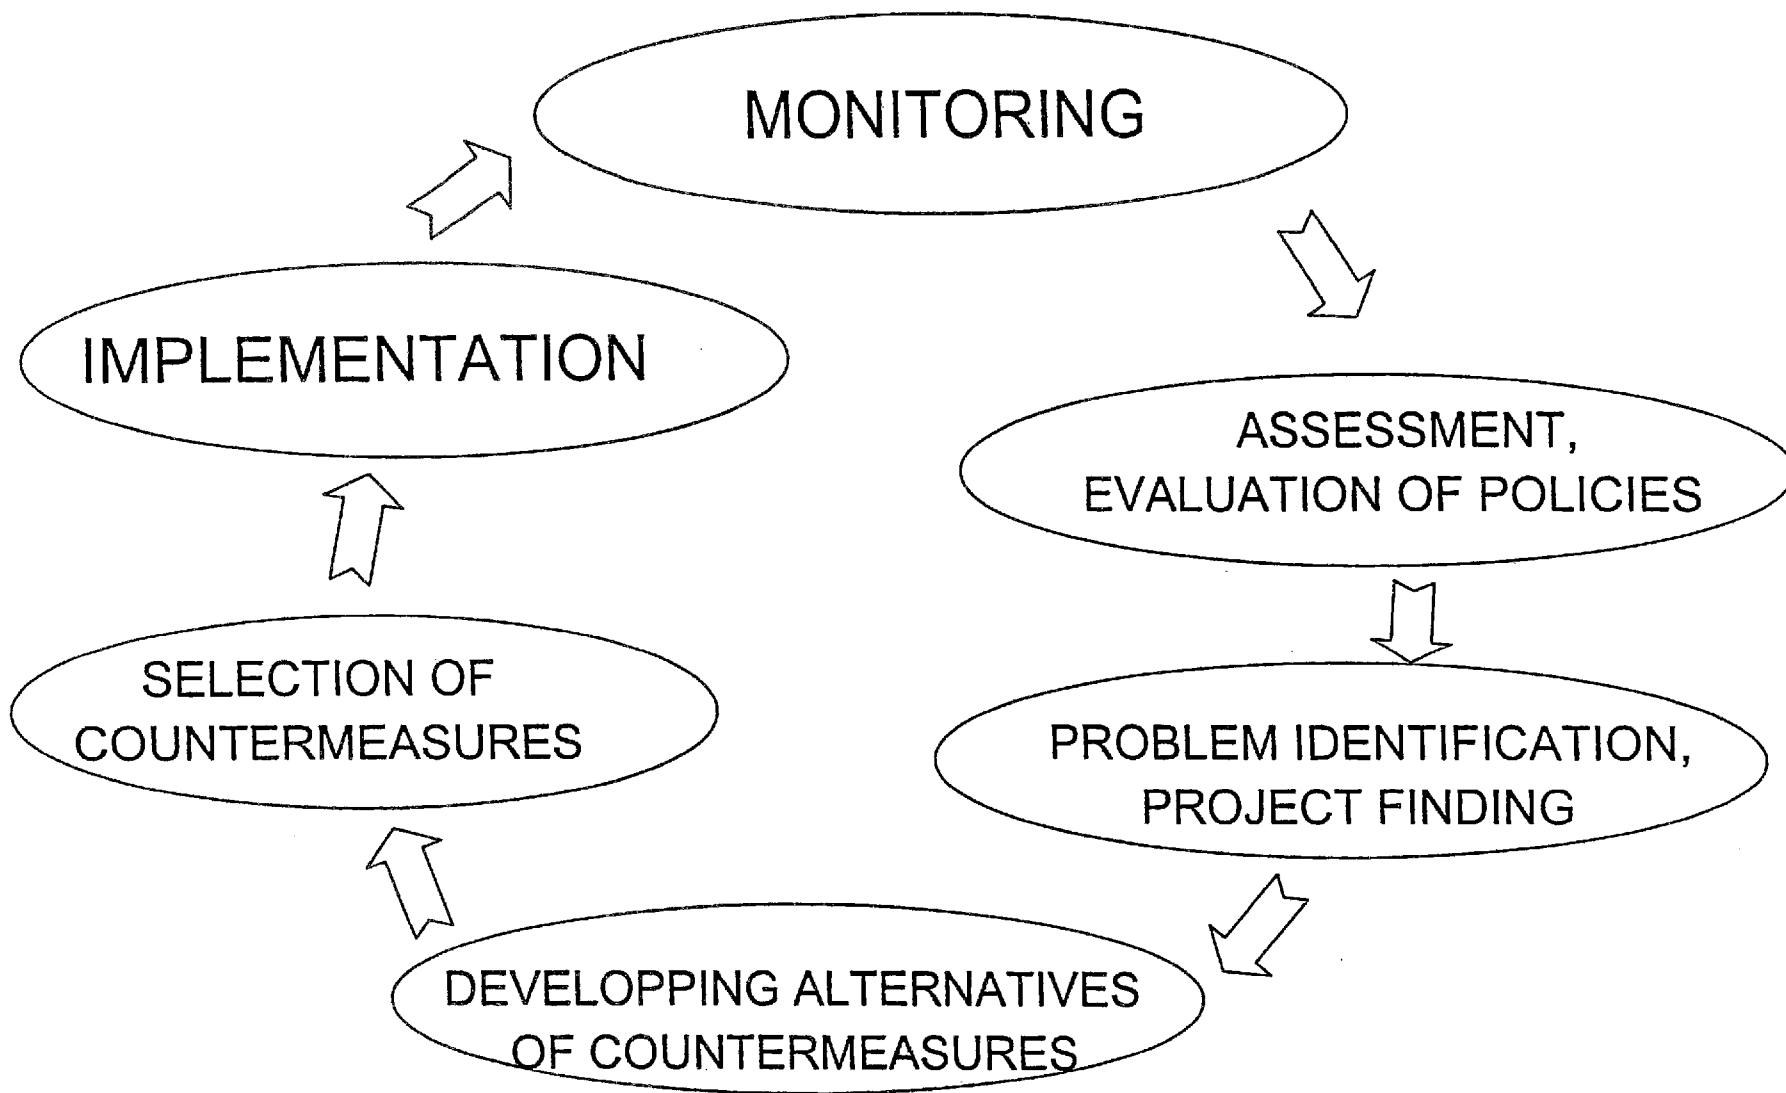 MONITORING
IMPLEMENTATION
ASSESSMENT,
EVALUATION OF POLICIES
SELECTION OF
COUNTERMEASURES
PROBLEM IDENTIFICATION,
PROJECT FINDING
DEVELOPPING ALTERNATIVES
OF COUNTERMEASURES